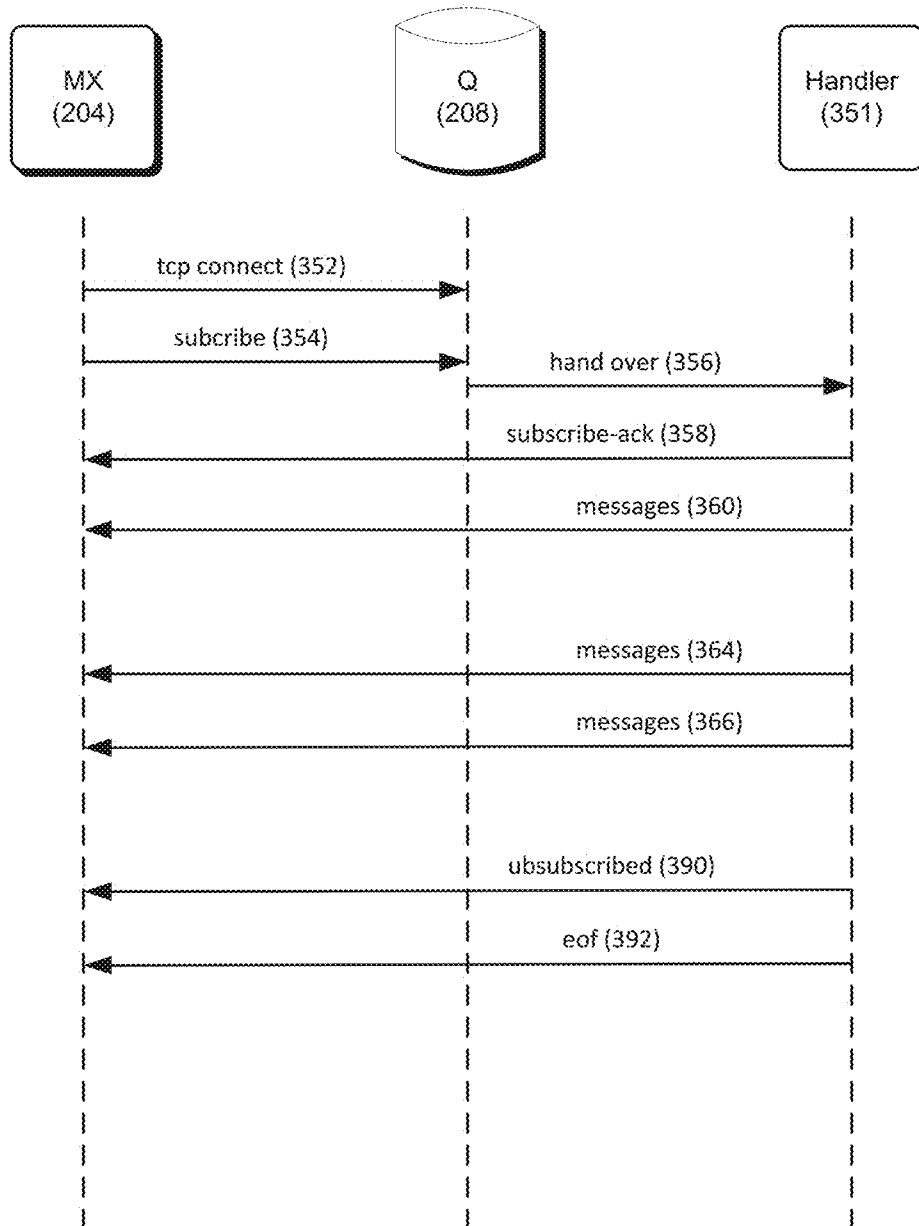 MX
(204)
Q
(208)
Handler
(351)
tcp connect (352)
subcribe (354)
hand over (356)
subscribe-ack (358)
messages (360)
messages (364)
messages (366)
ubsubscribed (390)
eof (392)